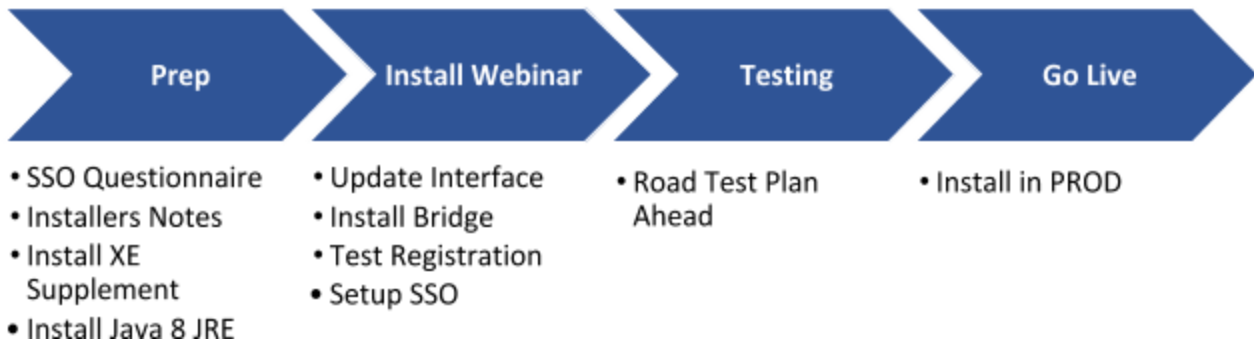 Prep
Install Webinar
Testing
Go Live
• SSO Questionnaire
• Installers Notes
• Install XE
Supplement
• Install Java 8 JRE
• Update Interface
• Install Bridge
• Test Registration
• Setup SSO
• Road Test Plan
Ahead
• Install in PROD